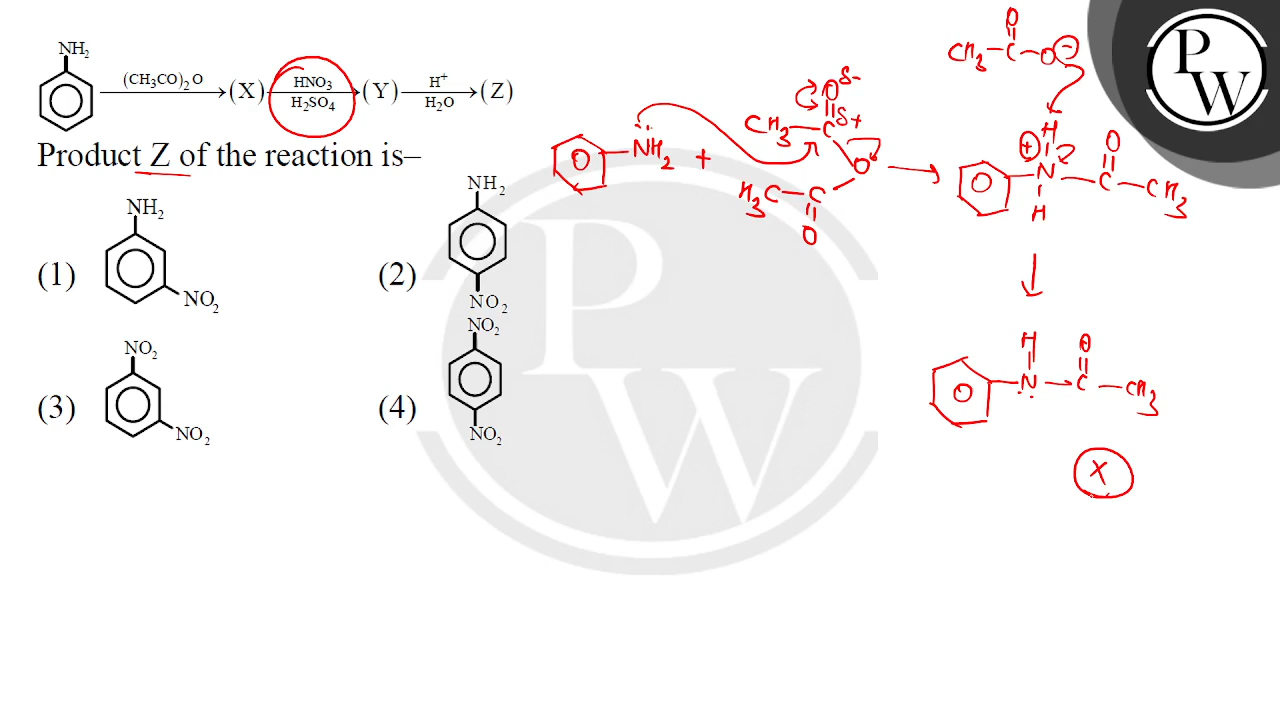 NH2
(CH3CO)2O → (X) HNO3 / H2SO4 → (Y) H+ / H2O → (Z)
Product Z of the reaction is–
(1) NH2 NO2
(2) NH2 NO2
(3) NO2 NO2
(4) NO2 NO2
NH2 +
CH3 – C
O δ–
δ+
O
H3C – C
O
CH3 – C – O –
O
H
+ N – C – CH3
O
H
H
N – C – CH3
O
X
P
W
P
W